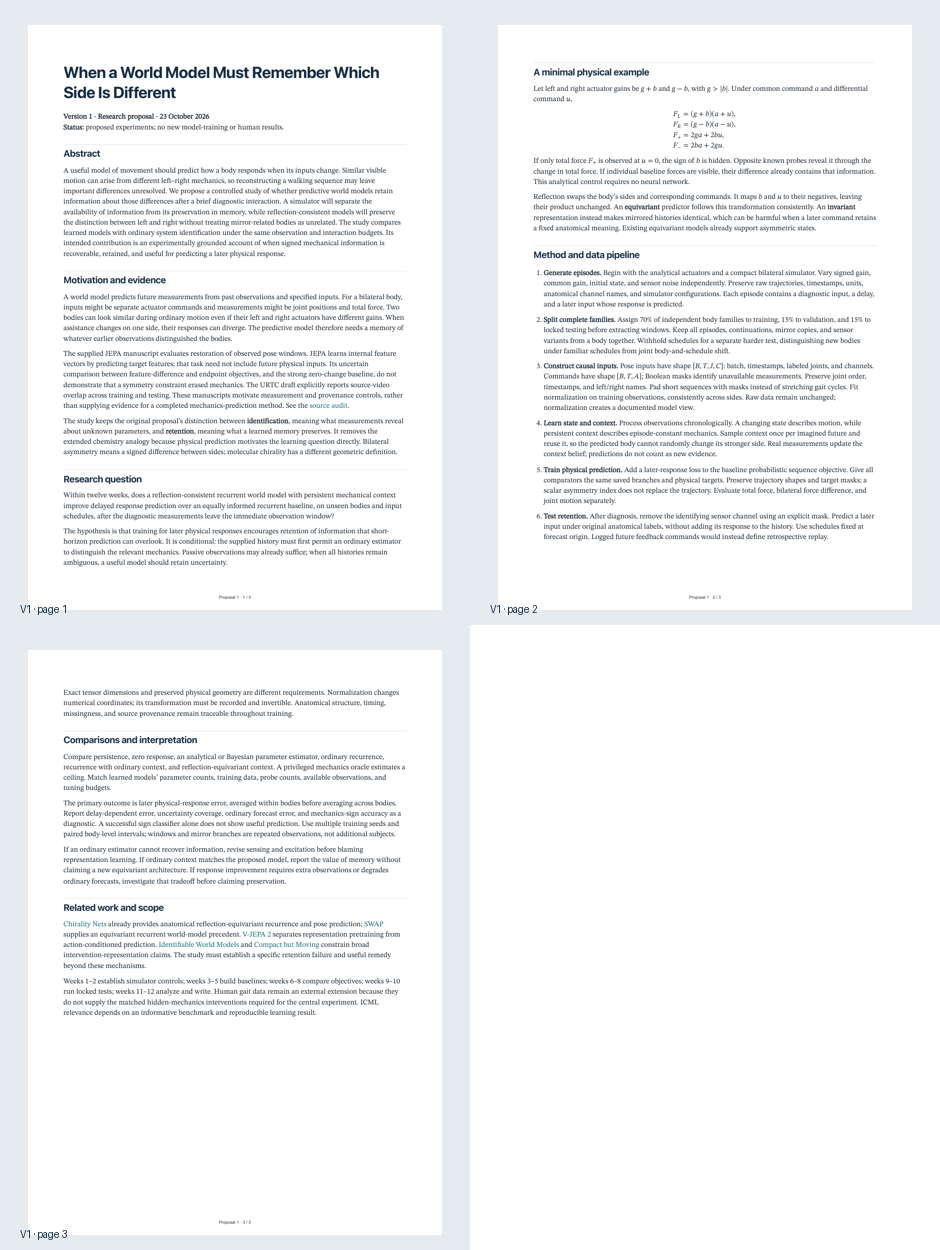 When a World Model Must Remember Which
Side Is Different
Version 1 · Research proposal · 23 October 2026
Status: proposed experiments; no new model-training or human results.
Abstract
A useful model of movement should predict how a body responds when its inputs change. Similar visible
motion can arise from different left–right mechanics, so reconstructing a walking sequence may leave
important differences unresolved. We propose a controlled study of whether predictive world models retain
information about those differences after a brief diagnostic interaction. A simulator will separate the
availability of information from its preservation in memory, while reflection-consistent models will preserve
the distinction between left and right without treating mirror-related bodies as unrelated. The study compares
learned models with ordinary system identification under the same observation and interaction budgets. Its
intended contribution is an experimentally grounded account of when signed mechanical information is
recoverable, retained, and useful for predicting a later physical response.
Motivation and evidence
A world model predicts future measurements from past observations and specified inputs. For a bilateral body,
inputs might be separate actuator commands and measurements might be joint positions and total force. Two
bodies can look similar during ordinary motion even if their left and right actuators have different gains. When
assistance changes on one side, their responses can diverge. The predictive model therefore needs a memory of
whatever earlier observations distinguished the bodies.
The supplied JEPA manuscript evaluates restoration of observed pose windows. JEPA learns internal feature
vectors by predicting target features; that task need not include future physical inputs. Its uncertain
comparison between feature-difference and endpoint objectives, and the strong zero-change baseline, do not
demonstrate that a symmetry constraint erased mechanics. The URTC draft explicitly reports source-video
overlap across training and testing. These manuscripts motivate measurement and provenance controls, rather
than supplying evidence for a completed mechanics-prediction method. See the source audit.
The study keeps the original proposal's distinction between identification, meaning what measurements reveal
about unknown parameters, and retention, meaning what a learned memory preserves. It removes the
extended chemistry analogy because physical prediction motivates the learning question directly. Bilateral
asymmetry means a signed difference between sides; molecular chirality has a different geometric definition.
Research question
Within twelve weeks, does a reflection-consistent recurrent world model with persistent mechanical context
improve delayed response prediction over an equally informed recurrent baseline, on unseen bodies and input
schedules, after the diagnostic measurements leave the immediate observation window?
The hypothesis is that training for later physical responses encourages retention of information that short-
horizon prediction can overlook. It is conditional: the supplied history must first permit an ordinary estimator
to distinguish the relevant mechanics. Passive observations may already suffice; when all histories remain
ambiguous, a useful model should retain uncertainty.
Proposal 1 · 1 / 3
V1 · page 1
A minimal physical example
Let left and right actuator gains be g + b and g − b, with g > |b|. Under common command a and differential
command u,
F_L = (g + b)(a + u),
F_R = (g − b)(a − u),
F_+ = 2ga + 2bu,
F_− = 2ba + 2gu.
If only total force F_+ is observed at u = 0, the sign of b is hidden. Opposite known probes reveal it through the
change in total force. If individual baseline forces are visible, their difference already contains that information.
This analytical control requires no neural network.
Reflection swaps the body's sides and corresponding commands. It maps b and u to their negatives, leaving
their product unchanged. An equivariant predictor follows this transformation consistently. An invariant
representation instead makes mirrored histories identical, which can be harmful when a later command retains
a fixed anatomical meaning. Existing equivariant models already support asymmetric states.
Method and data pipeline
1. Generate episodes. Begin with the analytical actuators and a compact bilateral simulator. Vary signed gain,
common gain, initial state, and sensor noise independently. Preserve raw trajectories, timestamps, units,
anatomical channel names, and simulator configurations. Each episode contains a diagnostic input, a delay,
and a later input whose response is predicted.
2. Split complete families. Assign 70% of independent body families to training, 15% to validation, and 15% to
locked testing before extracting windows. Keep all episodes, continuations, mirror copies, and sensor
variants from a body together. Withhold schedules for a separate harder test, distinguishing new bodies
under familiar schedules from joint body-and-schedule shift.
3. Construct causal inputs. Pose inputs have shape [B, T, J, C]: batch, timestamps, labeled joints, and channels.
Commands have shape [B, T, A]; Boolean masks identify unavailable measurements. Preserve joint order,
timestamps, and left/right names. Pad short sequences with masks instead of stretching gait cycles. Fit
normalization on training observations, consistently across sides. Raw data remain unchanged;
normalization creates a documented model view.
4. Learn state and context. Process observations chronologically. A changing state describes motion, while
persistent context describes episode-constant mechanics. Sample context once per imagined future and
reuse it, so the predicted body cannot randomly change its stronger side. Real measurements update the
context belief; predictions do not count as new evidence.
5. Train physical prediction. Add a later-response loss to the baseline probabilistic sequence objective. Give all
comparators the same saved branches and physical targets. Preserve trajectory shapes and target masks; a
scalar asymmetry index does not replace the trajectory. Evaluate total force, bilateral force difference, and
joint motion separately.
6. Test retention. After diagnosis, remove the identifying sensor channel using an explicit mask. Predict a later
input under original anatomical labels, without adding its response to the history. Use schedules fixed at
forecast origin. Logged future feedback commands would instead define retrospective replay.
Proposal 1 · 2 / 3
V1 · page 2
Exact tensor dimensions and preserved physical geometry are different requirements. Normalization changes
numerical coordinates; its transformation must be recorded and invertible. Anatomical structure, timing,
missingness, and source provenance remain traceable throughout training.
Comparisons and interpretation
Compare persistence, zero response, an analytical or Bayesian parameter estimator, ordinary recurrence,
recurrence with ordinary context, and reflection-equivariant context. A privileged mechanics oracle estimates a
ceiling. Match learned models' parameter counts, training data, probe counts, available observations, and
tuning budgets.
The primary outcome is later physical-response error, averaged within bodies before averaging across bodies.
Report delay-dependent error, uncertainty coverage, ordinary forecast error, and mechanics-sign accuracy as a
diagnostic. A successful sign classifier alone does not show useful prediction. Use multiple training seeds and
paired body-level intervals; windows and mirror branches are repeated observations, not additional subjects.
If an ordinary estimator cannot recover information, revise sensing and excitation before blaming
representation learning. If ordinary context matches the proposed model, report the value of memory without
claiming a new equivariant architecture. If response improvement requires extra observations or degrades
ordinary forecasts, investigate that tradeoff before claiming preservation.
Related work and scope
Chirality Nets already provides anatomical reflection-equivariant recurrence and pose prediction; SWAP
supplies an equivariant recurrent world-model precedent. V-JEPA 2 separates representation pretraining from
action-conditioned prediction. Identifiable World Models and Compact but Moving constrain broad
intervention-representation claims. The study must establish a specific retention failure and useful remedy
beyond these mechanisms.
Weeks 1–2 establish simulator controls; weeks 3–5 build baselines; weeks 6–8 compare objectives; weeks 9–10
run locked tests; weeks 11–12 analyze and write. Human gait data remain an external extension because they
do not supply the matched hidden-mechanics interventions required for the central experiment. ICML
relevance depends on an informative benchmark and reproducible learning result.
Proposal 1 · 3 / 3
V1 · page 3